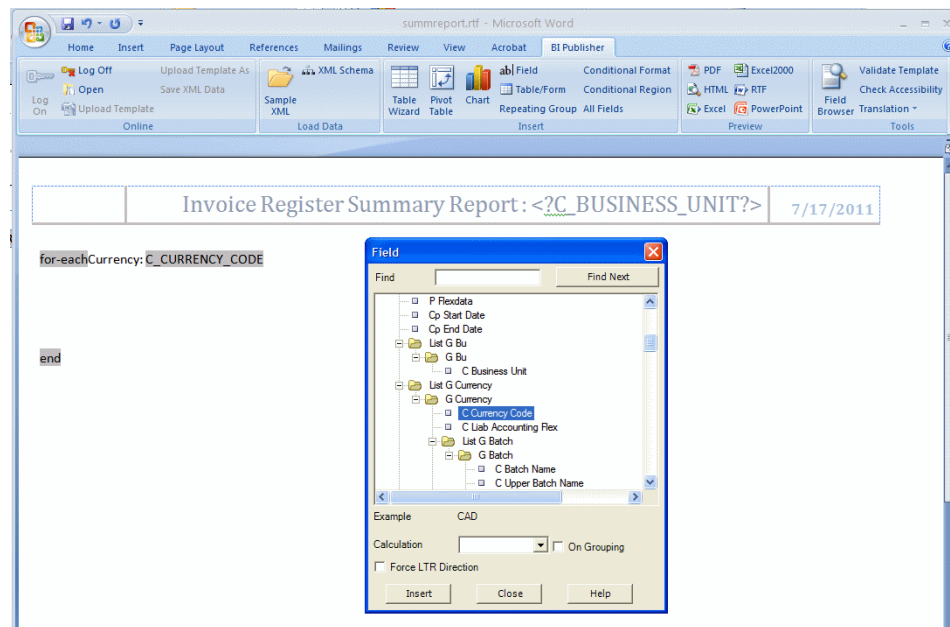 summreport.rtf - Microsoft Word
Home Insert Page Layout References Mailings Review View Acrobat BI Publisher
Log On
Log Off
Open
Upload Template
Upload Template As
Save XML Data
Online
Sample XML
XML Schema
Load Data
Table Wizard
Pivot Table
Chart
ab| Field
Table/Form
Repeating Group
Conditional Format
Conditional Region
All Fields
Insert
PDF Excel2000
HTML RTF
Excel PowerPoint
Preview
Field Browser
Validate Template
Check Accessibility
Translation
Tools
Invoice Register Summary Report : <?C_BUSINESS_UNIT?> 7/17/2011
for-eachCurrency: C_CURRENCY_CODE
end
Field
Find
Find Next
P Flexdata
Cp Start Date
Cp End Date
List G Bu
G Bu
C Business Unit
List G Currency
G Currency
C Currency Code
C Liab Accounting Flex
List G Batch
G Batch
C Batch Name
C Upper Batch Name
Example CAD
Calculation On Grouping
Force LTR Direction
Insert Close Help